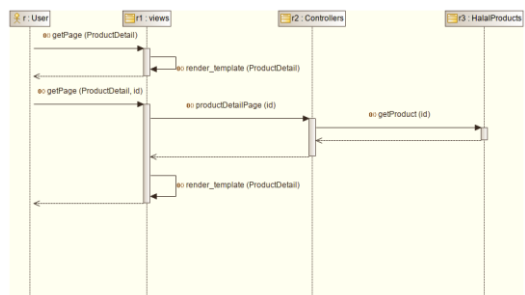 r : User
r1 : views
r2 : Controllers
r3 : HalalProducts
getPage (ProductDetail)
render_template (ProductDetail)
getPage (ProductDetail, id)
productDetailPage (id)
getProduct (id)
render_template (ProductDetail)